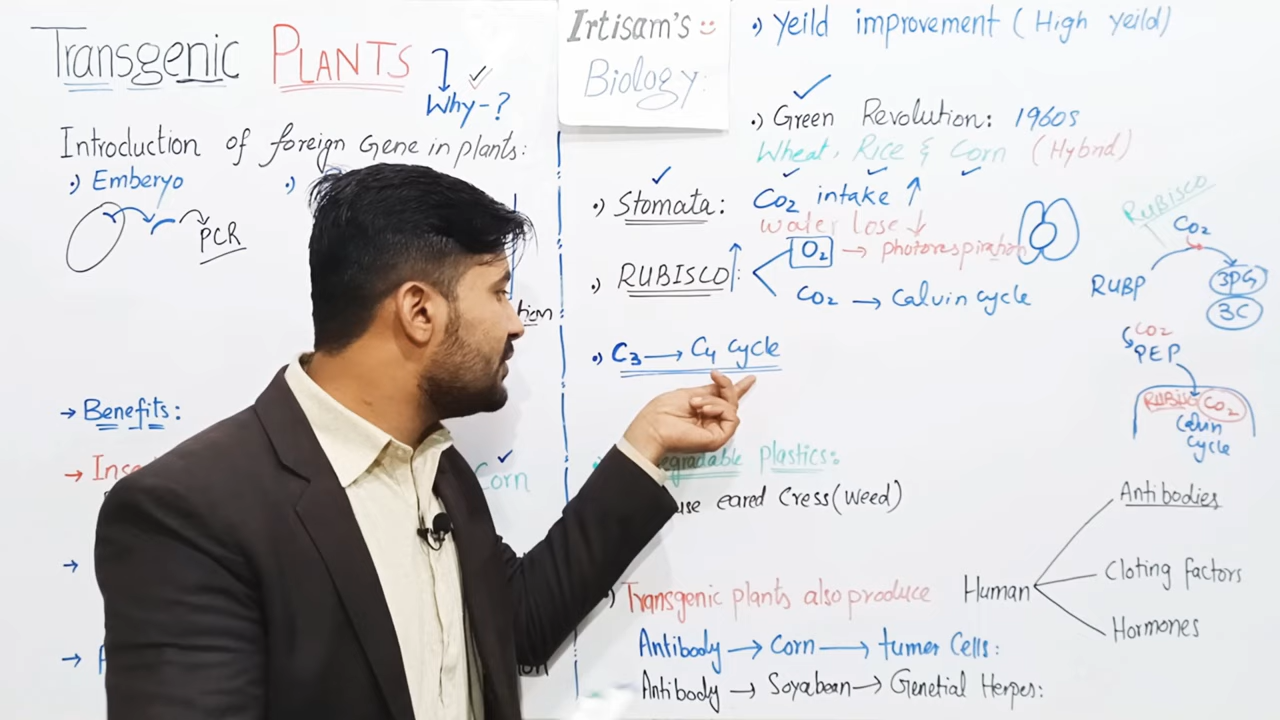 Transgenic PLANTS
Why-?
Introduction of foreign Gene in plants:
•) Emberyo
•)
PCR
tion
→ Benefits:
→
Corn
→
→
Irtisam's
Biology:
•) Yeild improvement (High yeild)
•) Green Revolution: 1960s
Wheat, Rice & Corn (Hybrid)
•) Stomata: CO2 intake ↑
water lose ↓
•) RUBISCO ↑: O2 → photorespiration
CO2 → Calvin cycle
•) C3 → C4 cycle
egradable plastics:
use eared Cress (weed)
•) Transgenic plants also produce Human
Antibodies
Cloting factors
Hormones
Antibody → Corn → tumer Cells:
Antibody → Soyabean → Genetial Herpes:
RUBISCO
CO2
RUBP
3PG
3C
CO2
PEP
RUBISCO CO2
Calvin
cycle